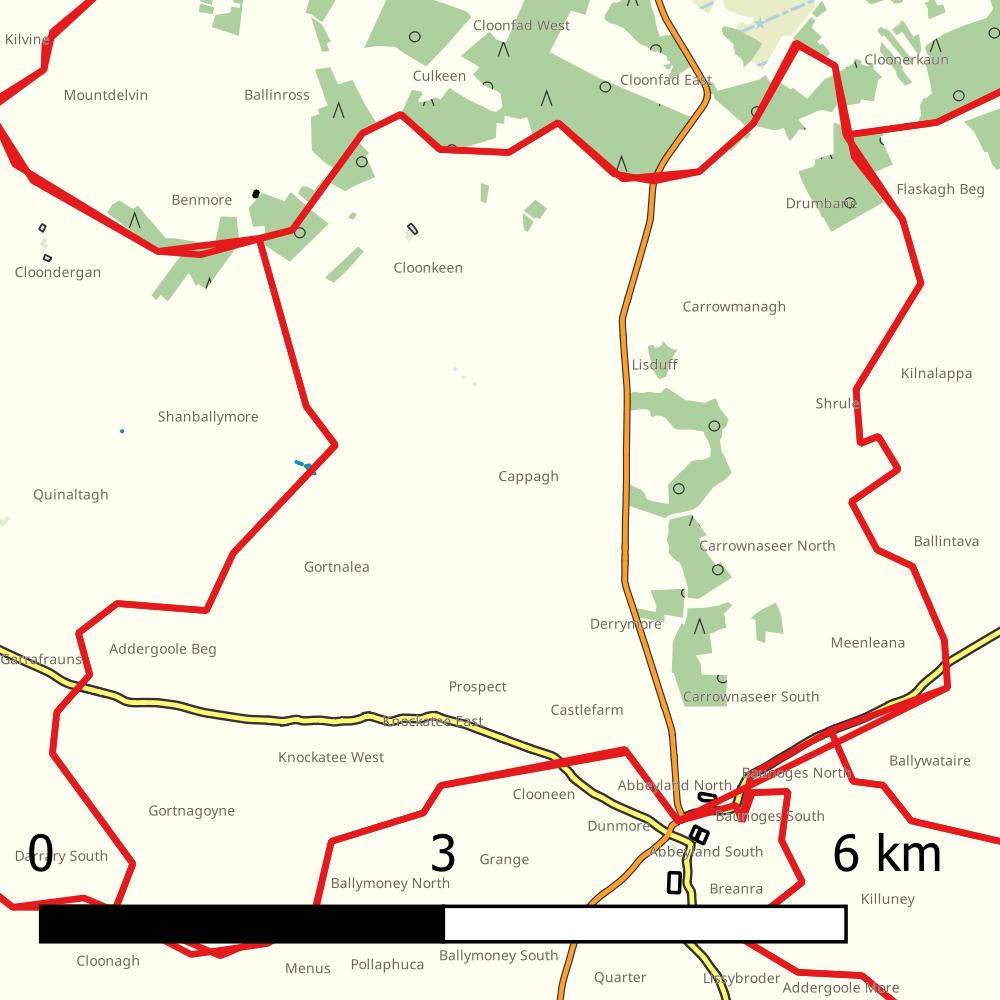 Cloonfad West
Kilvine
Cloonerkaun
Culkeen
Cloonfad East
Mountdelvin
Ballinross
Flaskagh Beg
Benmore
Drumbane
Cloonkeen
Cloondergan
Carrowmanagh
Lisduff
Kilnalappa
Shrule
Shanballymore
Cappagh
Quinaltagh
Ballintava
Carrownaseer North
Gortnalea
Derrymore
Meenleana
Addergoole Beg
Garrafrauns
Prospect
Carrownaseer South
Castlefarm
Knockatee East
Knockatee West
Ballywataire
Baunoges North
Abbeyland North
Clooneen
Gortnagoyne
Baunoges South
Dunmore
0 3 6 km
Darrary South
Grange
Abbeyland South
Ballymoney North
Breanra
Killuney
Ballymoney South
Cloonagh
Pollaphuca
Menus
Quarter
Lissybroder
Addergoole More